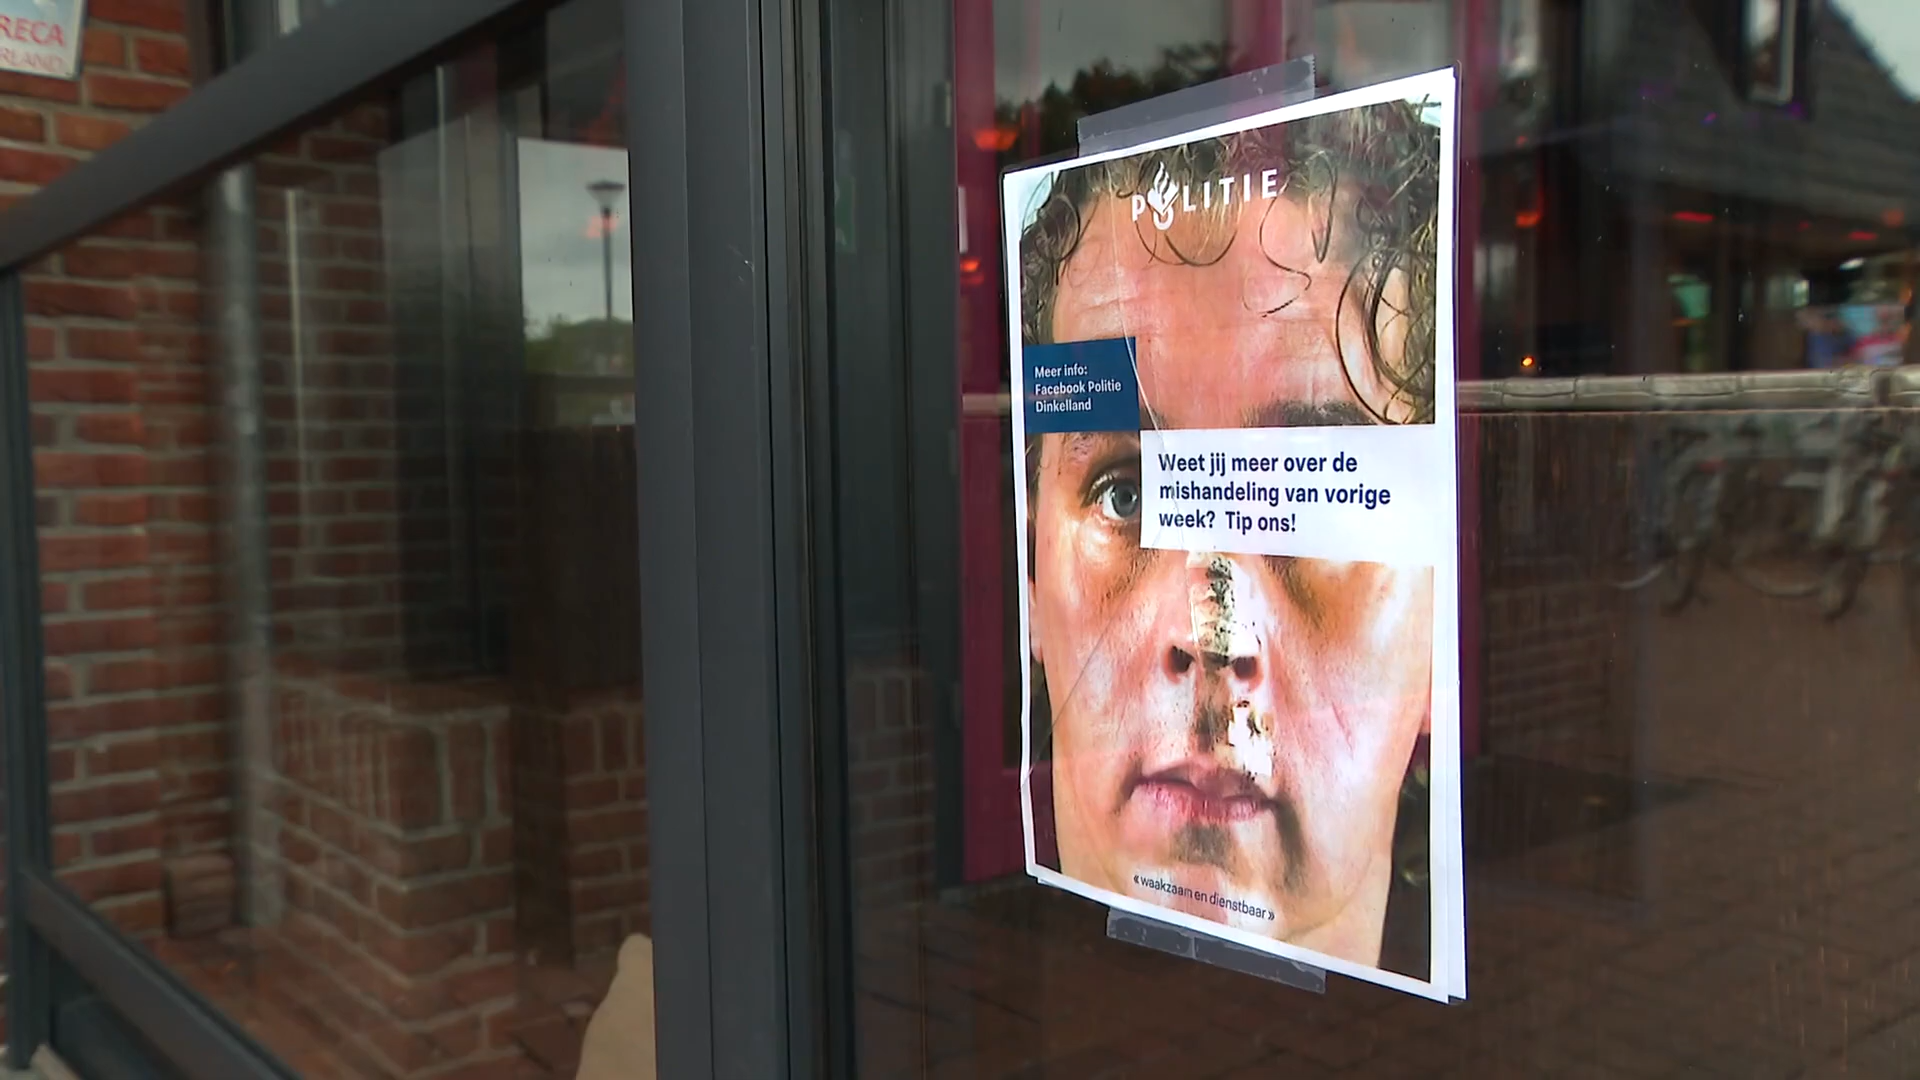 RECA
RLAND
POLITIE
Meer info:
Facebook Politie
Dinkelland
Weet jij meer over de
mishandeling van vorige
week? Tip ons!
«waakzaam en dienstbaar»